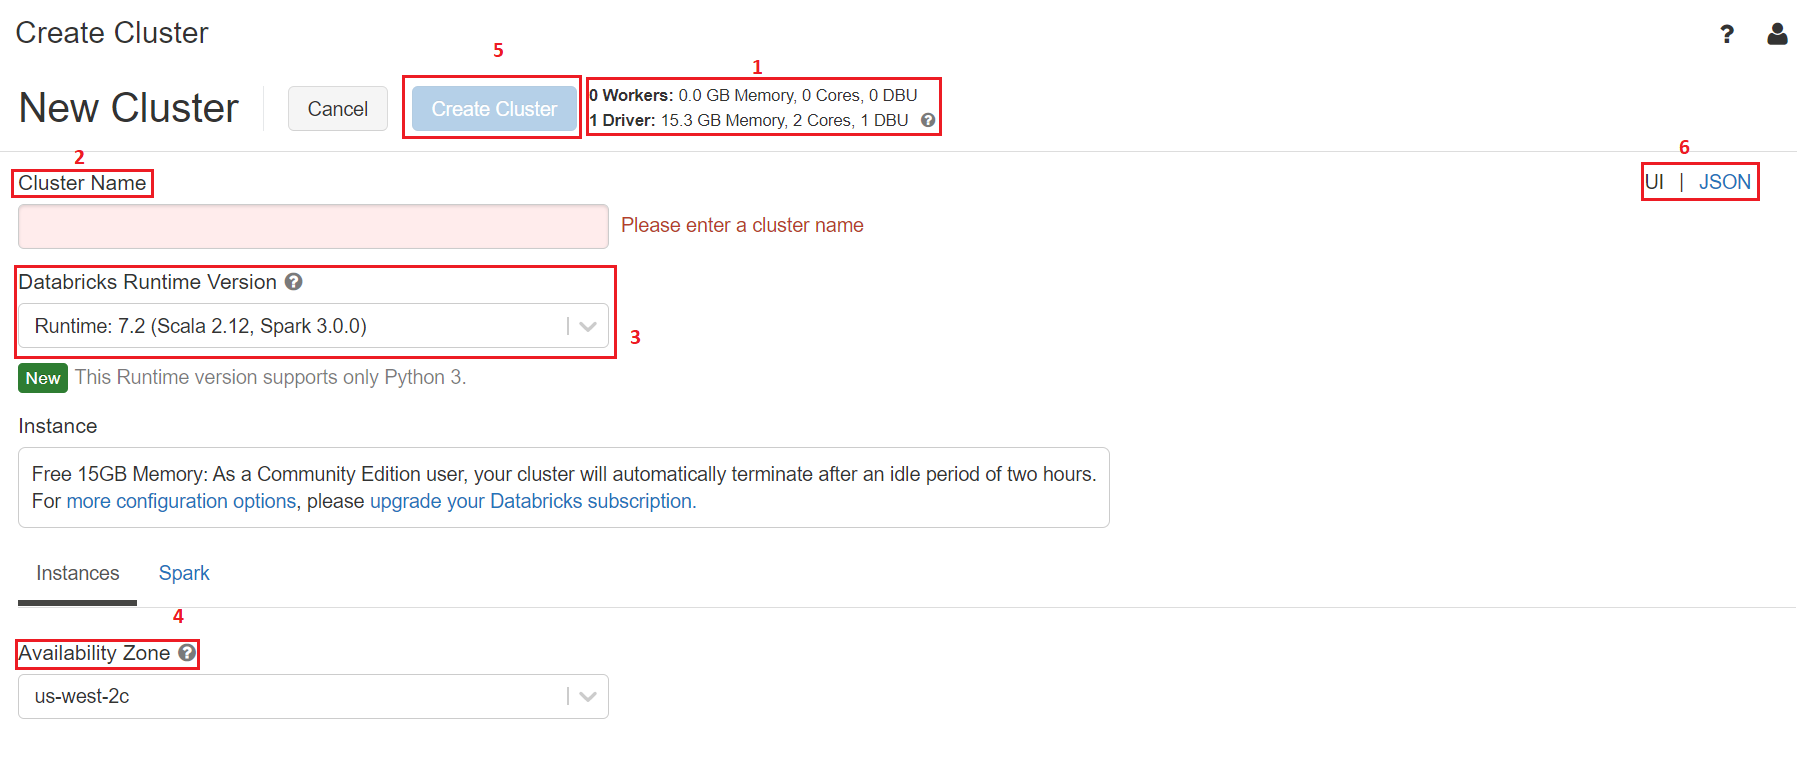 Create Cluster
?
5
1
New Cluster
Cancel
Create Cluster
0 Workers: 0.0 GB Memory, 0 Cores, 0 DBU
1 Driver: 15.3 GB Memory, 2 Cores, 1 DBU ?
2
6
Cluster Name
UI | JSON
Please enter a cluster name
Databricks Runtime Version ?
Runtime: 7.2 (Scala 2.12, Spark 3.0.0)
3
New This Runtime version supports only Python 3.
Instance
Free 15GB Memory: As a Community Edition user, your cluster will automatically terminate after an idle period of two hours.
For more configuration options, please upgrade your Databricks subscription.
Instances Spark
4
Availability Zone ?
us-west-2c